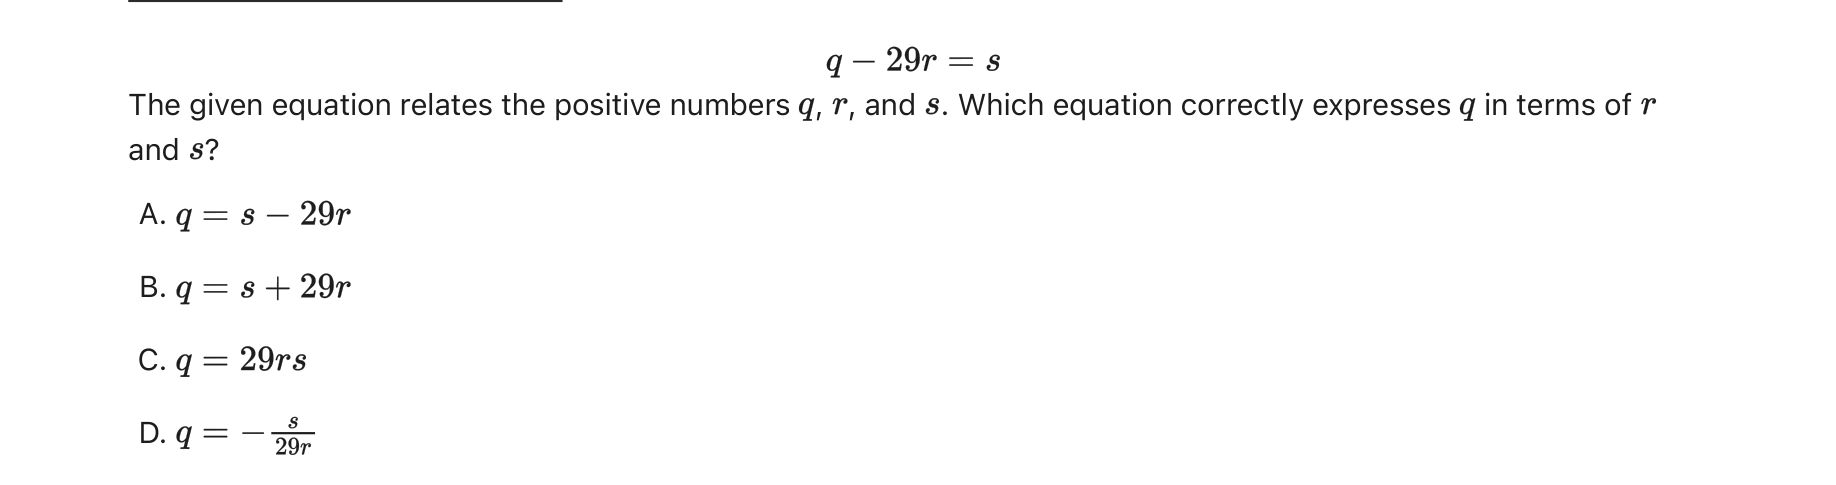 q − 29r = s
The given equation relates the positive numbers q, r, and s. Which equation correctly expresses q in terms of r
and s?
A. q = s − 29r
B. q = s + 29r
C. q = 29rs
D. q = − s/29r